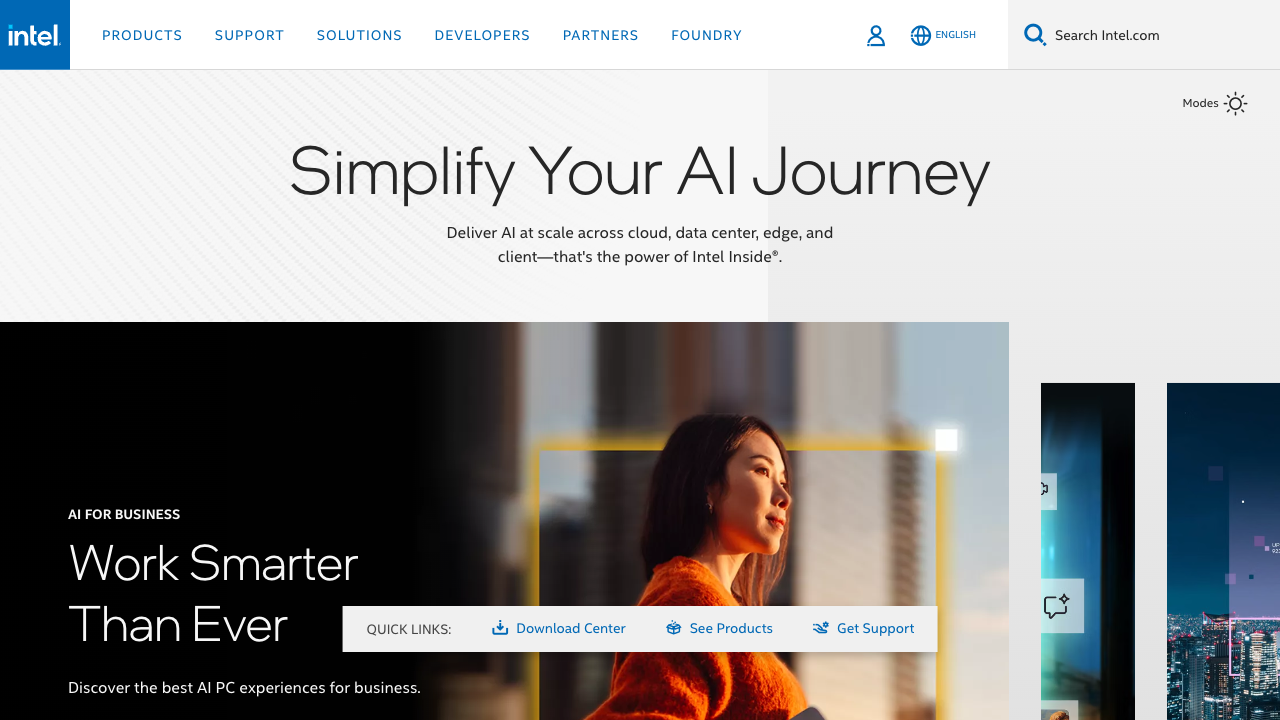 intel.
PRODUCTS SUPPORT SOLUTIONS DEVELOPERS PARTNERS FOUNDRY ENGLISH Search Intel.com
Modes
Simplify Your AI Journey
Deliver AI at scale across cloud, data center, edge, and
client—that's the power of Intel Inside®.
AI FOR BUSINESS
Work Smarter
Than Ever
QUICK LINKS: Download Center See Products Get Support
Discover the best AI PC experiences for business.